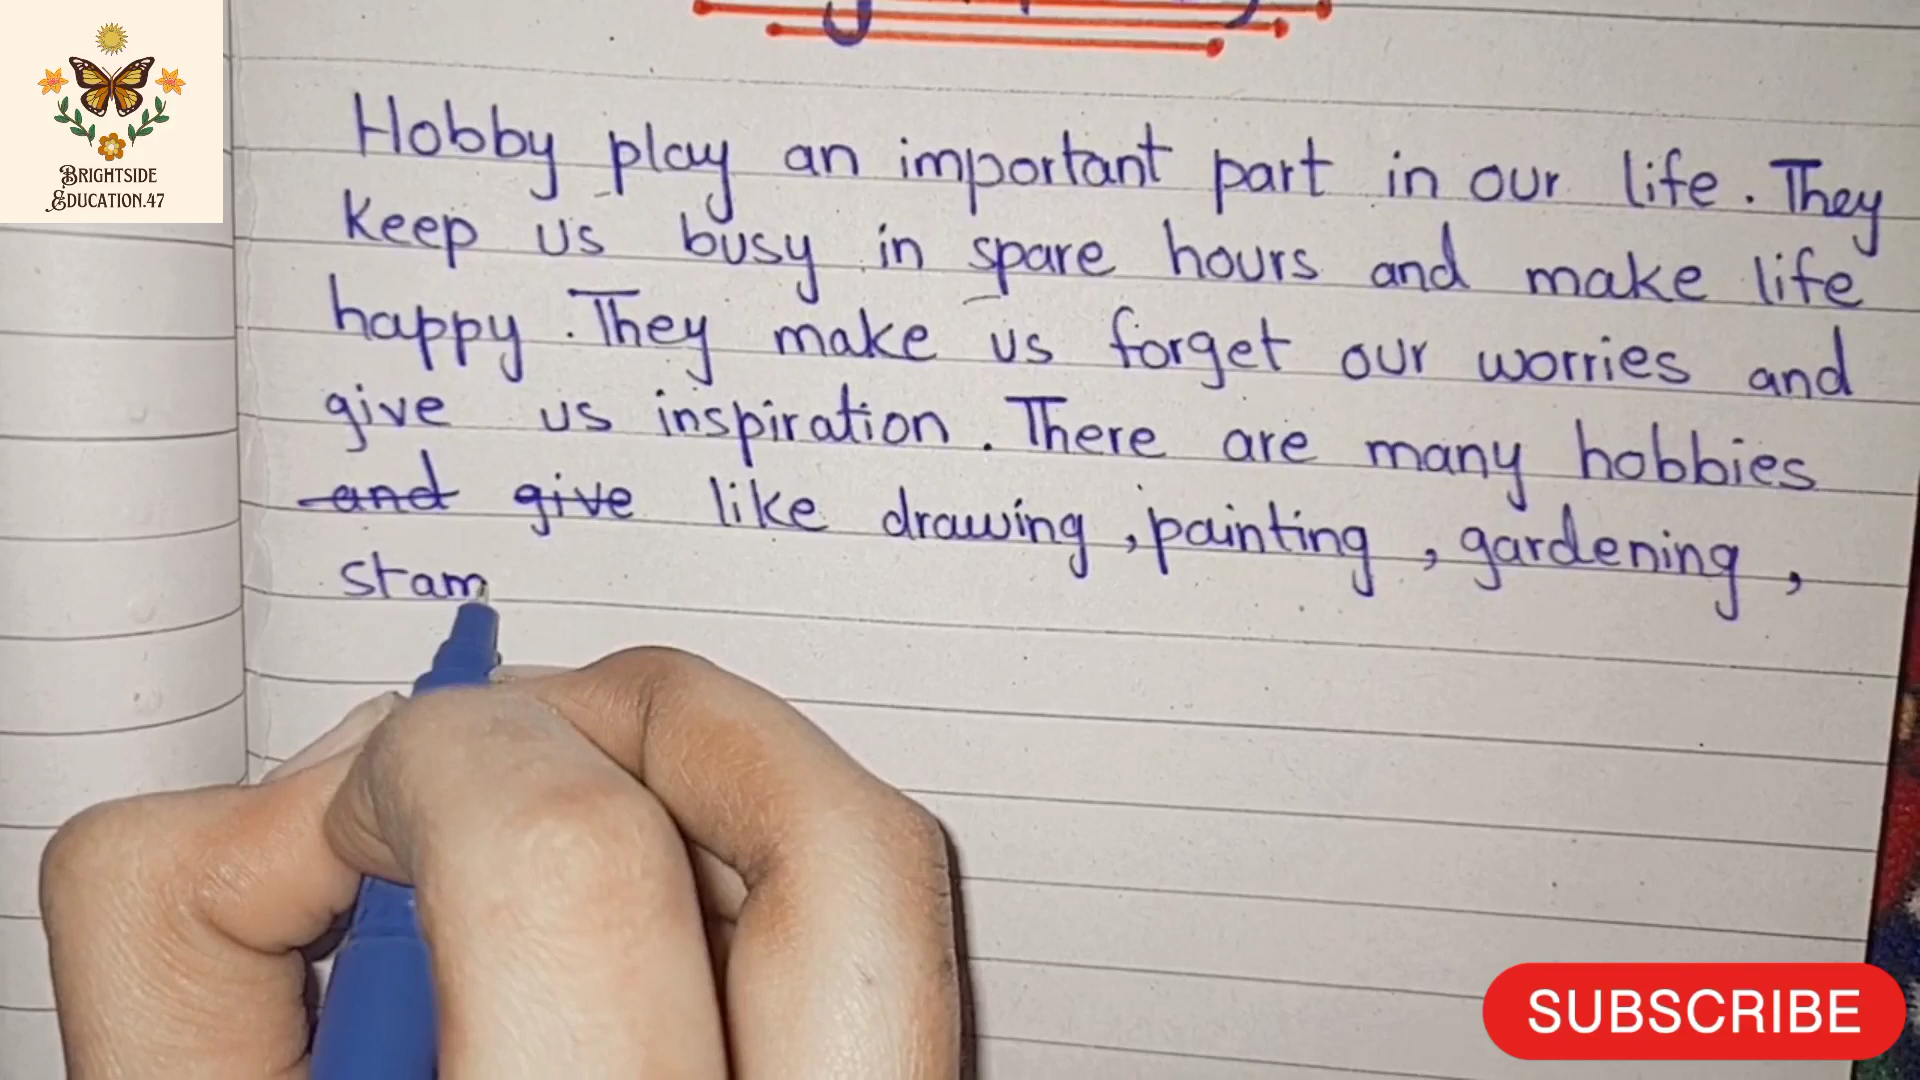 BRIGHTSIDE
EDUCATION.47
Hobby play an important part in our life. They
keep us busy in spare hours and make life
happy. They make us forget our worries and
give us inspiration. There are many hobbies
and give like drawing, painting, gardening,
stam
SUBSCRIBE